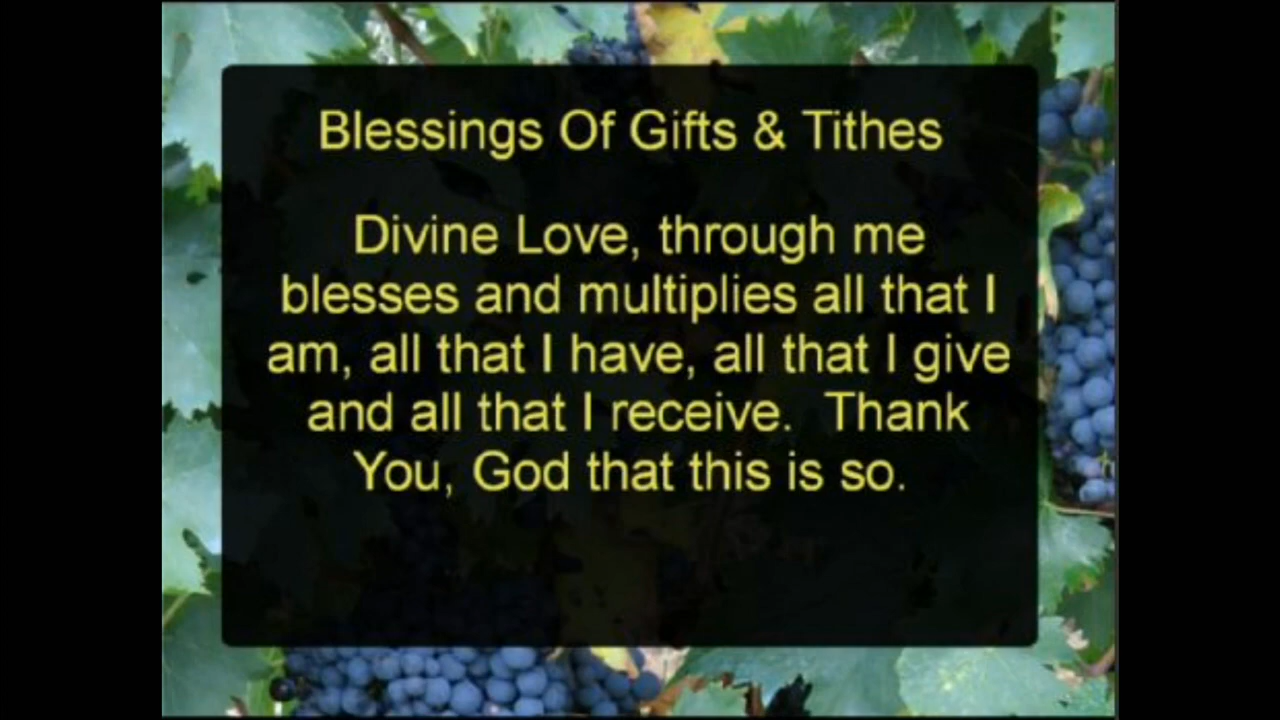 Blessings Of Gifts & Tithes
Divine Love, through me
blesses and multiplies all that I
am, all that I have, all that I give
and all that I receive.  Thank
You, God that this is so.